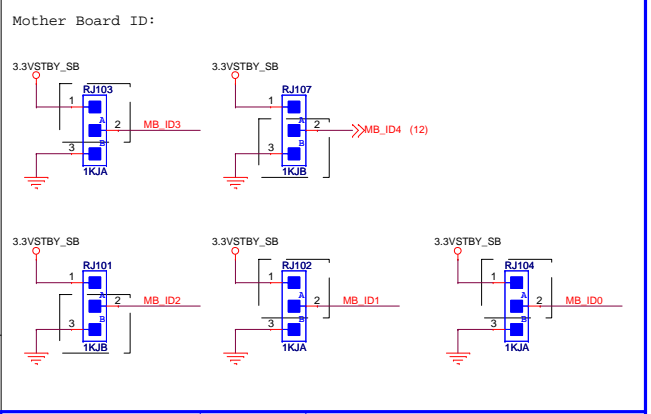 Mother Board ID:
3.3VSTBY_SB
RJ103
1
A
2
MB_ID3
B
3
1KJA
3.3VSTBY_SB
RJ107
1
A
2
MB_ID4 (12)
B
3
1KJB
3.3VSTBY_SB
RJ101
1
A
2
MB_ID2
B
3
1KJB
3.3VSTBY_SB
RJ102
1
A
2
MB_ID1
B
3
1KJA
3.3VSTBY_SB
RJ104
1
A
2
MB_ID0
B
3
1KJA